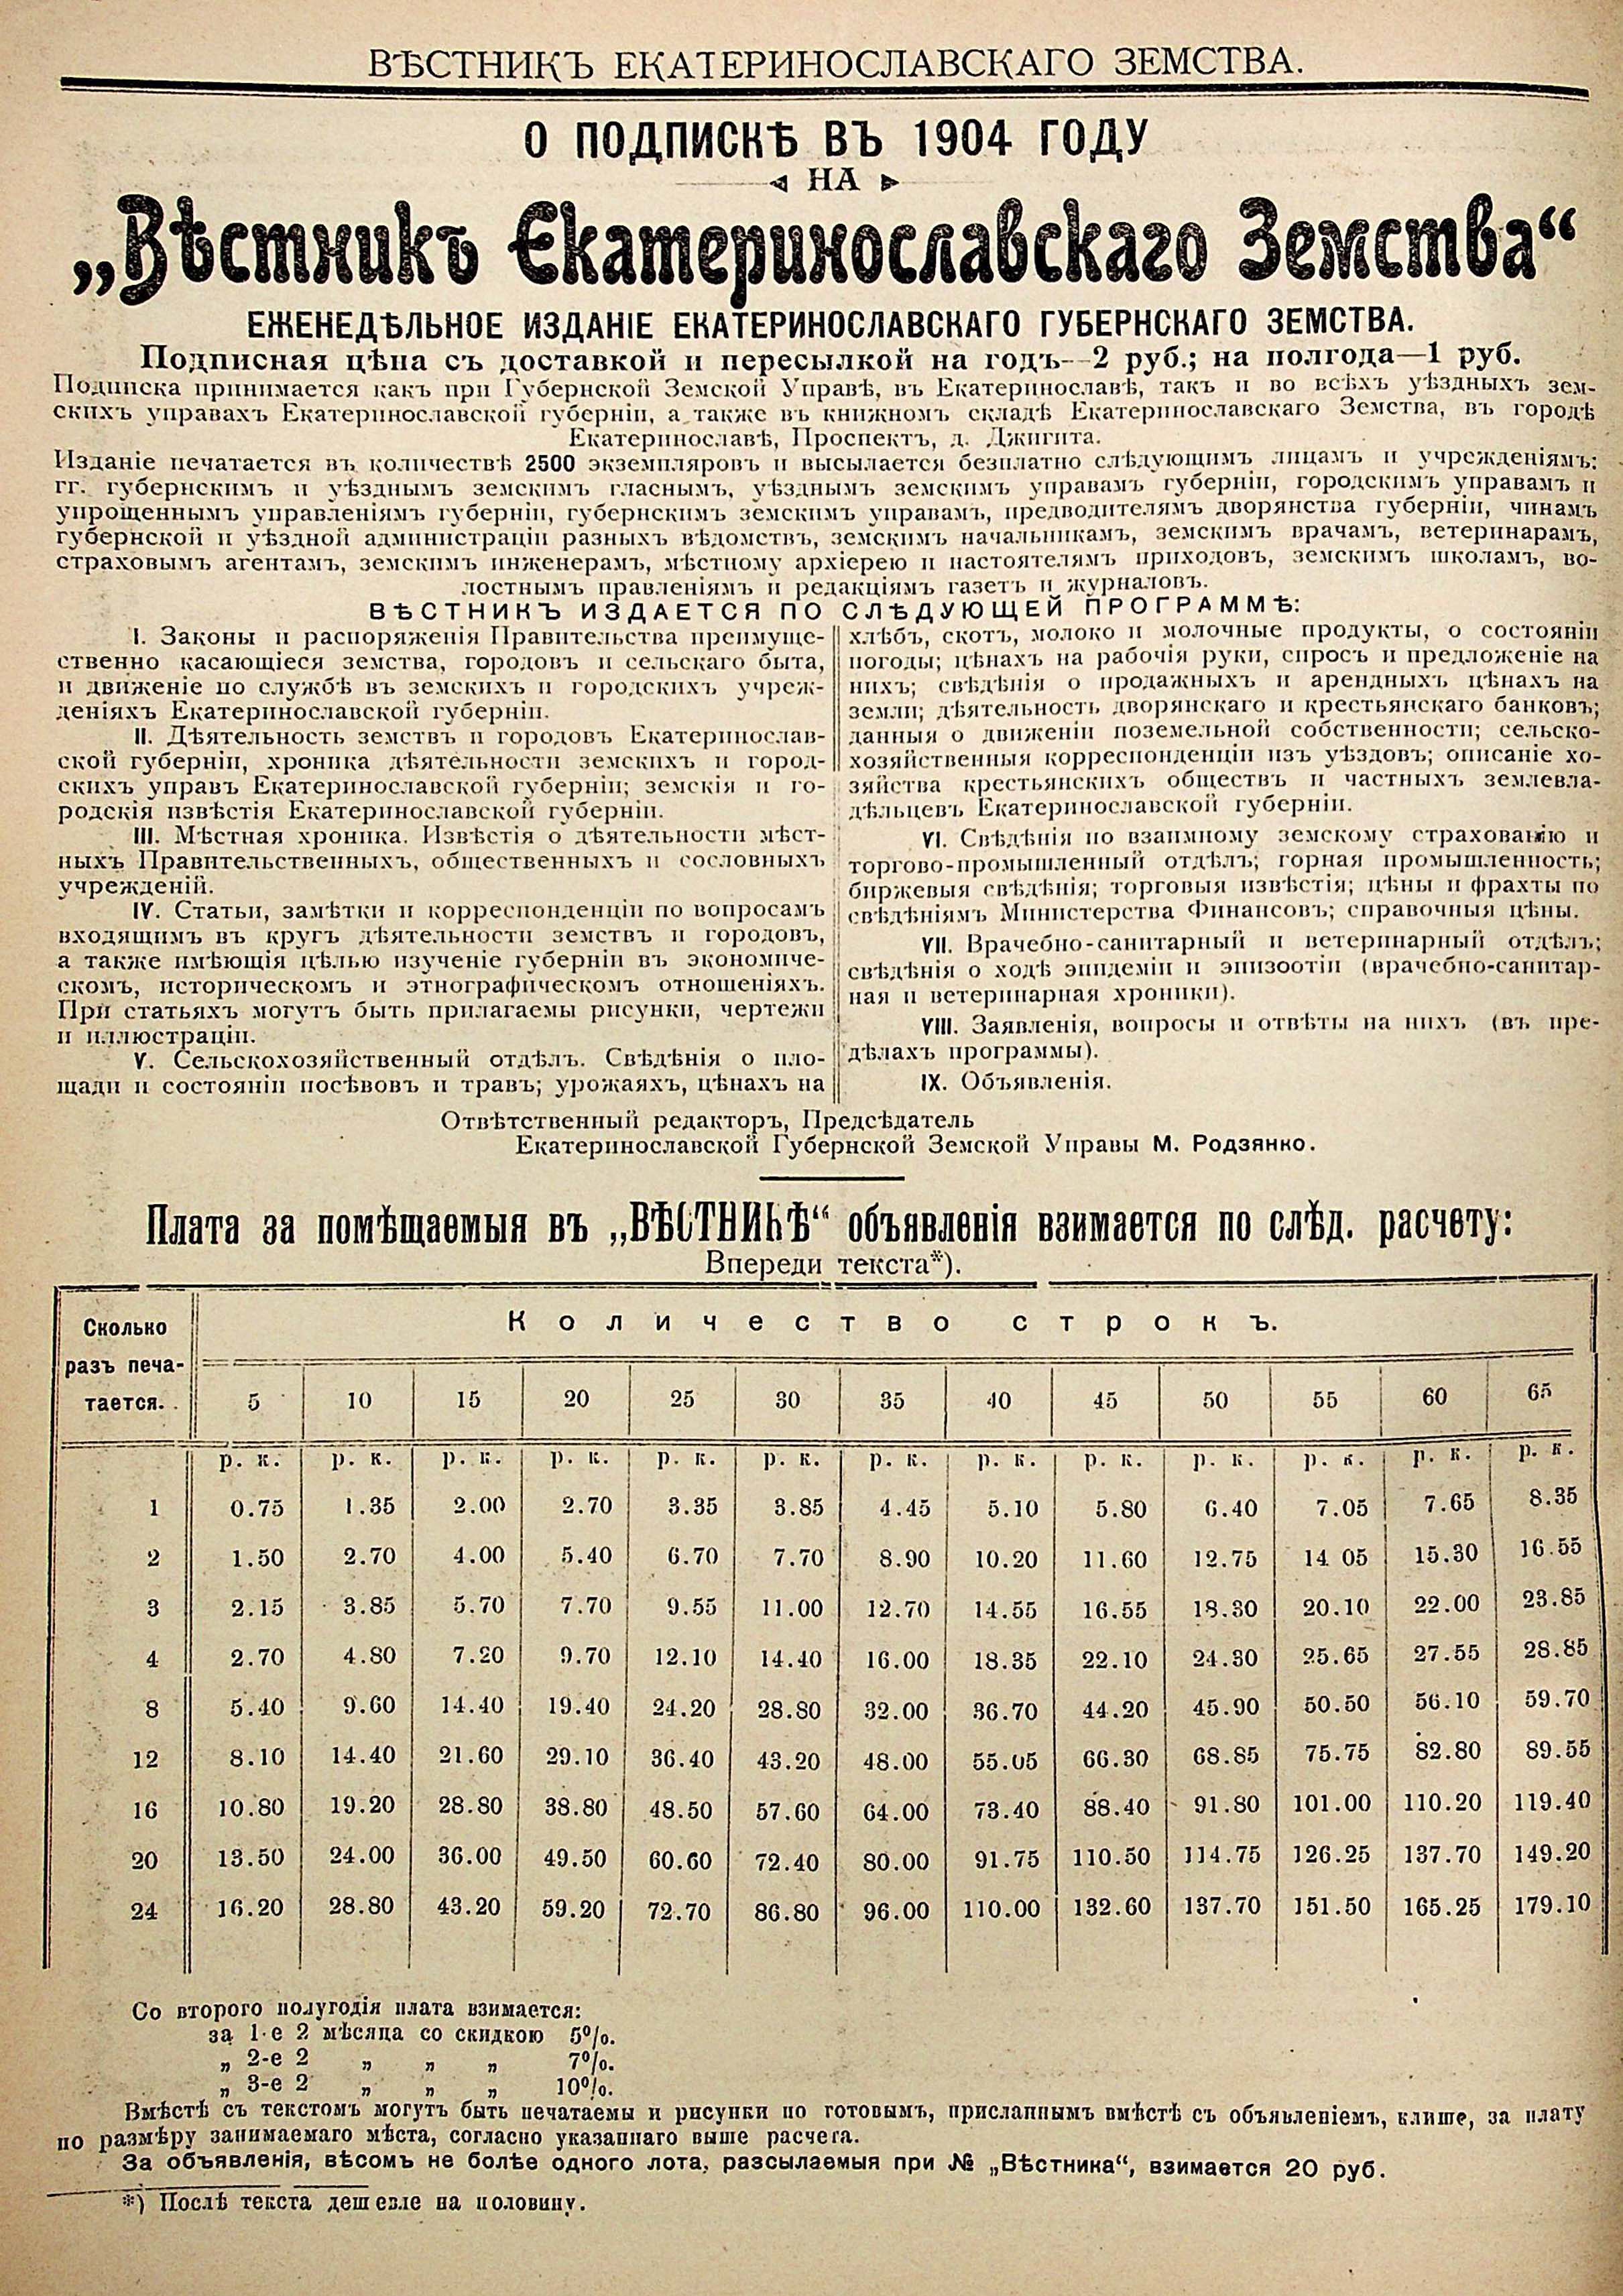 ВѢСТНИКЪ ЕКАТЕРИНОСЛАВСКАГО ЗЕМСТВА.
О ПОДПИСКѢ ВЪ 1904 ГОДУ
НА
„Вѣстникъ Екатеринославскаго Земства“
ЕЖЕНЕДѢЛЬНОЕ ИЗДАНІЕ ЕКАТЕРИНОСЛАВСКАГО ГУБЕРНСКАГО ЗЕМСТВА.
Подписная цѣна съ доставкой и пересылкой на годъ—2 руб.; на полгода—1 руб.
Подписка принимается какъ при Губернской Земской Управѣ, въ Екатеринославѣ, такъ и во всѣхъ уѣздныхъ зем-
скихъ управахъ Екатеринославской губерніи, а также въ книжномъ складѣ Екатеринославскаго Земства, въ городѣ
Екатеринославѣ, Проспектъ, д. Джигита.
Изданіе печатается въ количествѣ 2500 экземпляровъ и высылается безплатно слѣдующимъ лицамъ и учрежденіямъ:
гг. губернскимъ и уѣзднымъ земскимъ гласнымъ, уѣзднымъ земскимъ управамъ губерніи, городскимъ управамъ и
упрощеннымъ управленіямъ губерніи, губернскимъ земскимъ управамъ, предводителямъ дворянства губерніи, чинамъ
губернской и уѣздной администраціи разныхъ вѣдомствъ, земскимъ начальникамъ, земскимъ врачамъ, ветеринарамъ,
страховымъ агентамъ, земскимъ инженерамъ, мѣстному архіерею и настоятелямъ приходовъ, земскимъ школамъ, во-
лостнымъ правленіямъ и редакціямъ газетъ и журналовъ.
ВѢСТНИКЪ ИЗДАЕТСЯ ПО СЛѢДУЮЩЕЙ ПРОГРАММѢ:
I. Законы и распоряженія Правительства преимуще-
ственно касающіеся земства, городовъ и сельскаго быта,
и движеніе по службѣ въ земскихъ и городскихъ учреж-
деніяхъ Екатеринославской губерніи.
II. Дѣятельность земствъ и городовъ Екатеринослав-
ской губерніи, хроника дѣятельности земскихъ и город-
скихъ управъ Екатеринославской губерніи; земскія и го-
родскія извѣстія Екатеринославской губерніи.
III. Мѣстная хроника. Извѣстія о дѣятельности мѣст-
ныхъ Правительственныхъ, общественныхъ и сословныхъ
учрежденій.
IV. Статьи, замѣтки и корреспонденціи по вопросамъ
входящимъ въ кругъ дѣятельности земствъ и городовъ,
а также имѣющія цѣлью изученіе губерніи въ экономиче-
скомъ, историческомъ и этнографическомъ отношеніяхъ.
При статьяхъ могутъ быть прилагаемы рисунки, чертежи
и иллюстраціи.
V. Сельскохозяйственный отдѣлъ. Свѣдѣнія о пло-
щади и состояніи посѣвовъ и травъ; урожаяхъ, цѣнахъ на
хлѣбъ, скотъ, молоко и молочные продукты, о состояніи
погоды; цѣнахъ на рабочія руки, спросъ и предложеніе на
нихъ; свѣдѣнія о продажныхъ и арендныхъ цѣнахъ на
земли; дѣятельность дворянскаго и крестьянскаго банковъ;
данныя о движеніи поземельной собственности; сельско-
хозяйственныя корреспонденціи изъ уѣздовъ; описаніе хо-
зяйства крестьянскихъ обществъ и частныхъ землевла-
дѣльцевъ Екатеринославской губерніи.
VI. Свѣдѣнія по взаимному земскому страхованію и
торгово-промышленный отдѣлъ; горная промышленность;
биржевыя свѣдѣнія; торговыя извѣстія; цѣны и фрахты по
свѣдѣніямъ Министерства Финансовъ; справочныя цѣны.
VII. Врачебно-санитарный и ветеринарный отдѣлъ;
свѣдѣнія о ходѣ эпидеміи и эпизоотіи (врачебно-санитар-
ная и ветеринарная хроники).
VIII. Заявленія, вопросы и отвѣты на нихъ (въ пре-
дѣлахъ программы).
IX. Объявленія.
Отвѣтственный редакторъ, Предсѣдатель
Екатеринославской Губернской Земской Управы М. Родзянко.
Плата за помѣщаемыя въ „ВѢСТНИКѢ“ объявленія взимается по слѣд. расчету:
Впереди текста*).
Сколько разъ печа-тается. Количество строкъ.
5 10 15 20 25 30 35 40 45 50 55 60 65
р. к. р. к. р. к. р. к. р. к. р. к. р. к. р. к. р. к. р. к. р. к. р. к. р. к.
1 0.75 1.35 2.00 2.70 3.35 3.85 4.45 5.10 5.80 6.40 7.05 7.65 8.35
2 1.50 2.70 4.00 5.40 6.70 7.70 8.90 10.20 11.60 12.75 14 05 15.30 16.55
3 2.15 3.85 5.70 7.70 9.55 11.00 12.70 14.55 16.55 18.30 20.10 22.00 23.85
4 2.70 4.80 7.20 9.70 12.10 14.40 16.00 18.35 22.10 24.30 25.65 27.55 28.85
8 5.40 9.60 14.40 19.40 24.20 28.80 32.00 36.70 44.20 45.90 50.50 56.10 59.70
12 8.10 14.40 21.60 29.10 36.40 43.20 48.00 55.05 66.30 68.85 75.75 82.80 89.55
16 10.80 19.20 28.80 38.80 48.50 57.60 64.00 73.40 88.40 91.80 101.00 110.20 119.40
20 13.50 24.00 36.00 49.50 60.60 72.40 80.00 91.75 110.50 114.75 126.25 137.70 149.20
24 16.20 28.80 43.20 59.20 72.70 86.80 96.00 110.00 132.60 137.70 151.50 165.25 179.10
Со второго полугодія плата взимается:
за 1-е 2 мѣсяца со скидкою 5%.
„ 2-е 2 „ „ „ 7%.
„ 3-е 2 „ „ „ 10%.
Вмѣстѣ съ текстомъ могутъ быть печатаемы и рисунки по готовымъ, присланнымъ вмѣстѣ съ объявленіемъ, клише, за плату
по размѣру занимаемаго мѣста, согласно указаннаго выше расчета.
За объявленія, вѣсомъ не болѣе одного лота, разсылаемыя при № „Вѣстника“, взимается 20 руб.
*) Послѣ текста дешевле на половину.